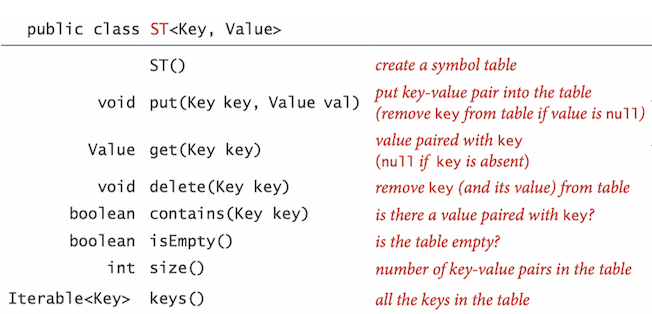 public class ST<Key, Value>
ST() create a symbol table
void put(Key key, Value val) put key-value pair into the table
(remove key from table if value is null)
Value get(Key key) value paired with key
(null if key is absent)
void delete(Key key) remove key (and its value) from table
boolean contains(Key key) is there a value paired with key?
boolean isEmpty() is the table empty?
int size() number of key-value pairs in the table
Iterable<Key> keys() all the keys in the table